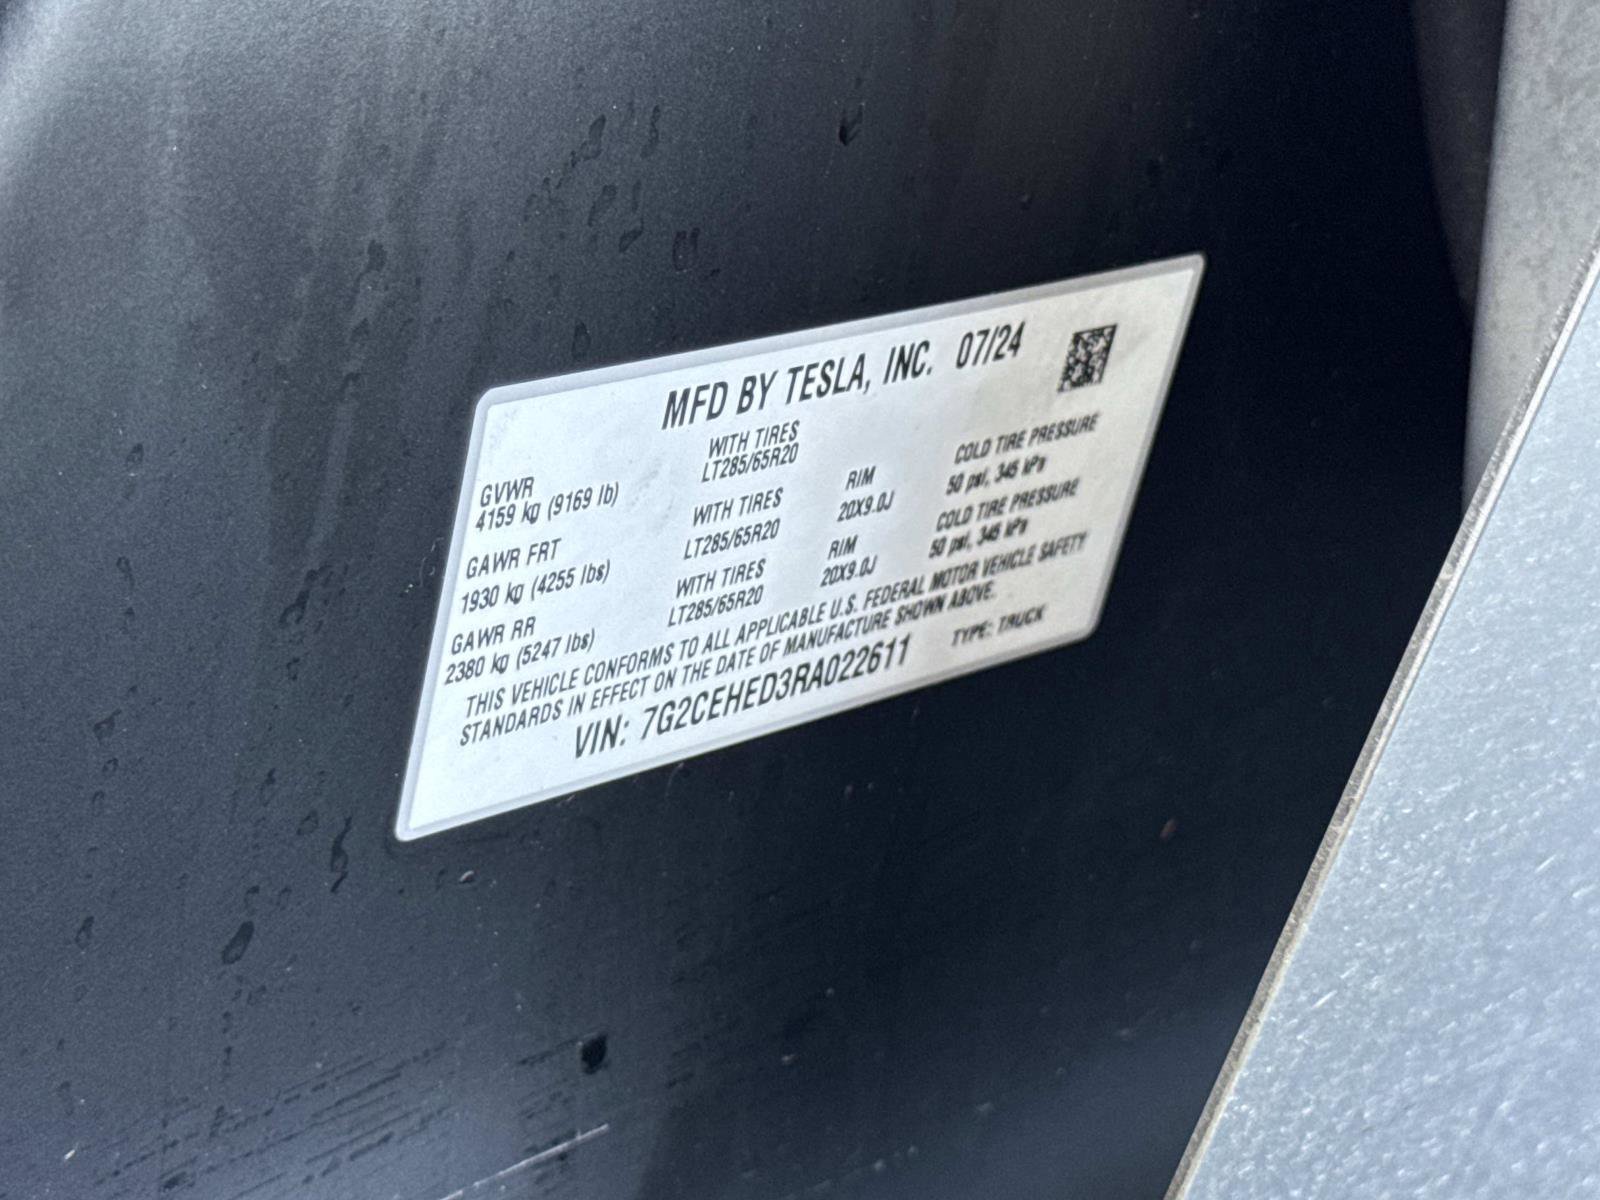 MFD BY TESLA, INC. 07/24
GVWR WITH TIRES
4159 kg (9169 lb) LT285/65R20
GAWR FRT WITH TIRES RIM COLD TIRE PRESSURE
1930 kg (4255 lbs) LT285/65R20 20X9.0J 50 psi, 345 kPa
GAWR RR WITH TIRES RIM COLD TIRE PRESSURE
2380 kg (5247 lbs) LT285/65R20 20X9.0J 50 psi, 345 kPa
THIS VEHICLE CONFORMS TO ALL APPLICABLE U.S. FEDERAL MOTOR VEHICLE SAFETY
STANDARDS IN EFFECT ON THE DATE OF MANUFACTURE SHOWN ABOVE.
VIN: 7G2CEHED3RA022611 TYPE: TRUCK